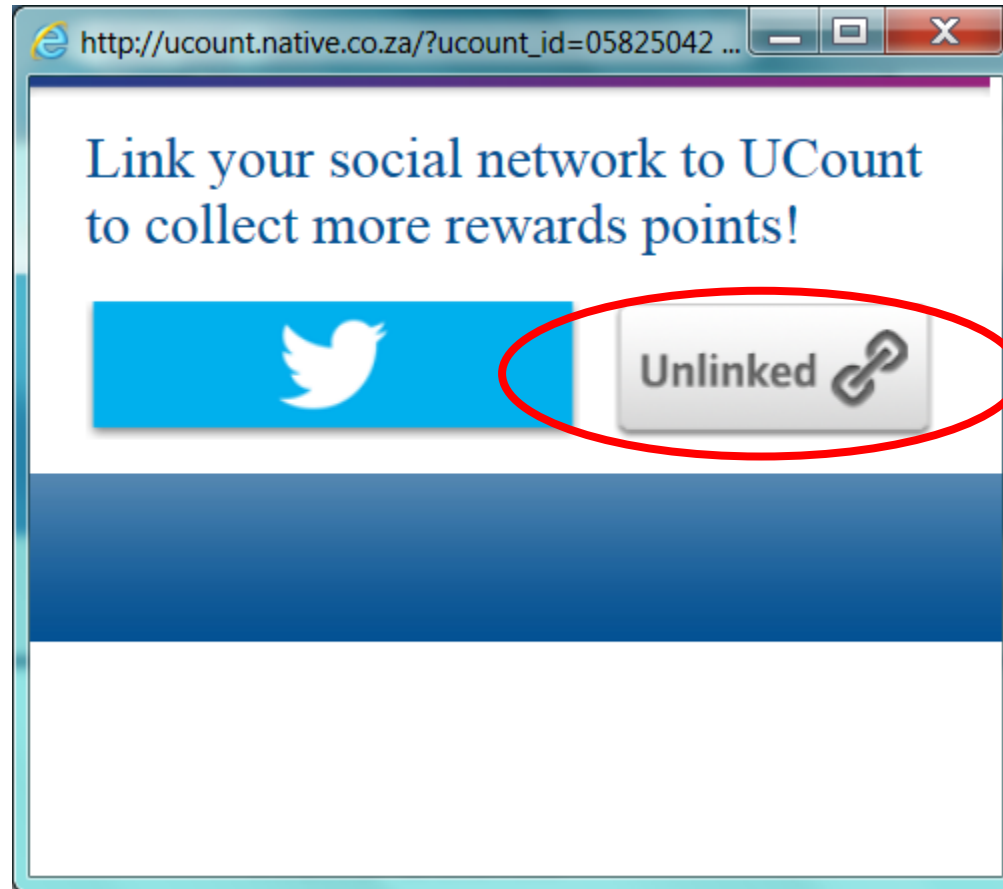 http://ucount.native.co.za/?ucount_id=05825042 ...
Link your social network to UCount
to collect more rewards points!
Unlinked